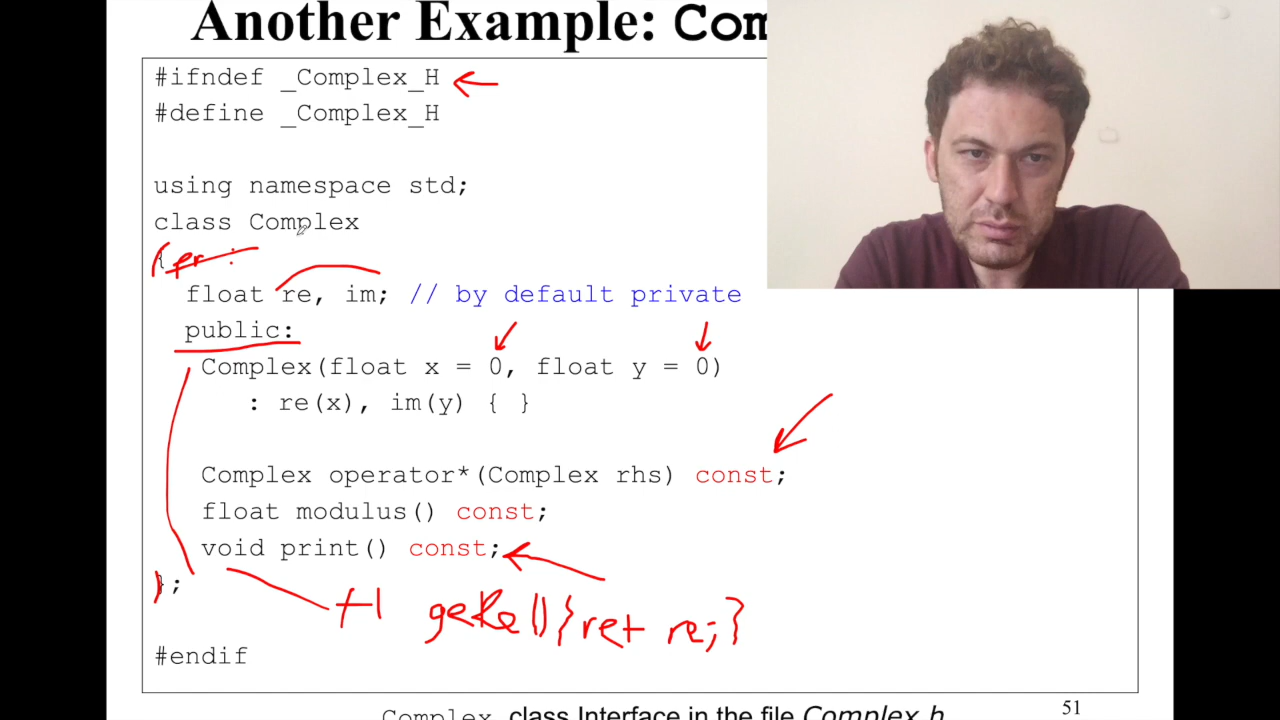 Another Example: Com
#ifndef _Complex_H
#define _Complex_H
using namespace std;
class Complex
{ pr :
float re, im; // by default private
public:
Complex(float x = 0, float y = 0)
: re(x), im(y) { }
Complex operator*(Complex rhs) const;
float modulus() const;
void print() const;
};
getRe(){ret re;}
#endif
Complex class Interface in the file Complex.h
51